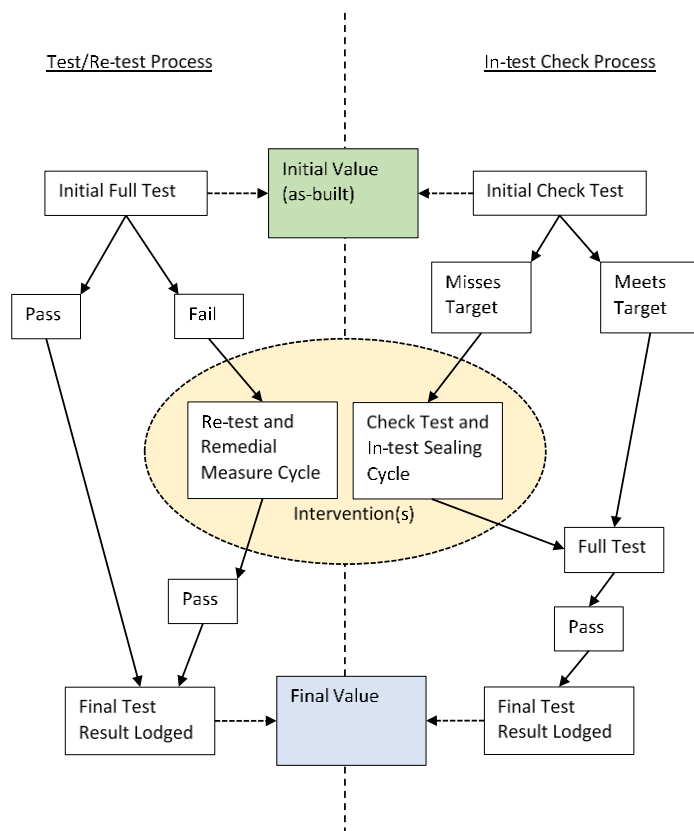 Test/Re-test Process
In-test Check Process
Initial Value
(as-built)
Initial Full Test
Initial Check Test
Misses
Target
Meets
Target
Pass
Fail
Re-test and
Remedial
Measure Cycle
Check Test and
In-test Sealing
Cycle
Intervention(s)
Full Test
Pass
Pass
Final Test
Result Lodged
Final Value
Final Test
Result Lodged